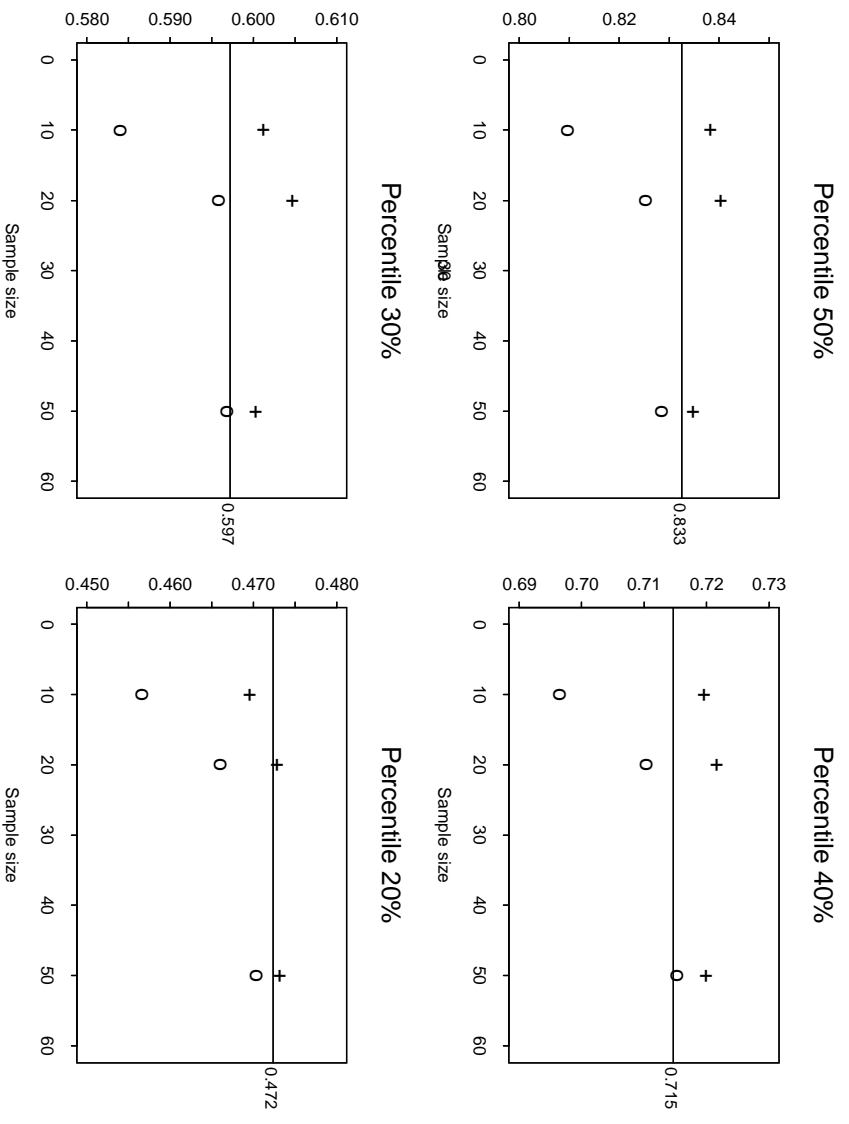 Percentile 50%
0.80 0.82 0.84
0 10 20 30 40 50 60
0.833
Sample size
30
Percentile 40%
0.69 0.70 0.71 0.72 0.73
0 10 20 30 40 50 60
0.715
Sample size
Percentile 30%
0.580 0.590 0.600 0.610
0 10 20 30 40 50 60
0.597
Sample size
Percentile 20%
0.450 0.460 0.470 0.480
0 10 20 30 40 50 60
0.472
Sample size